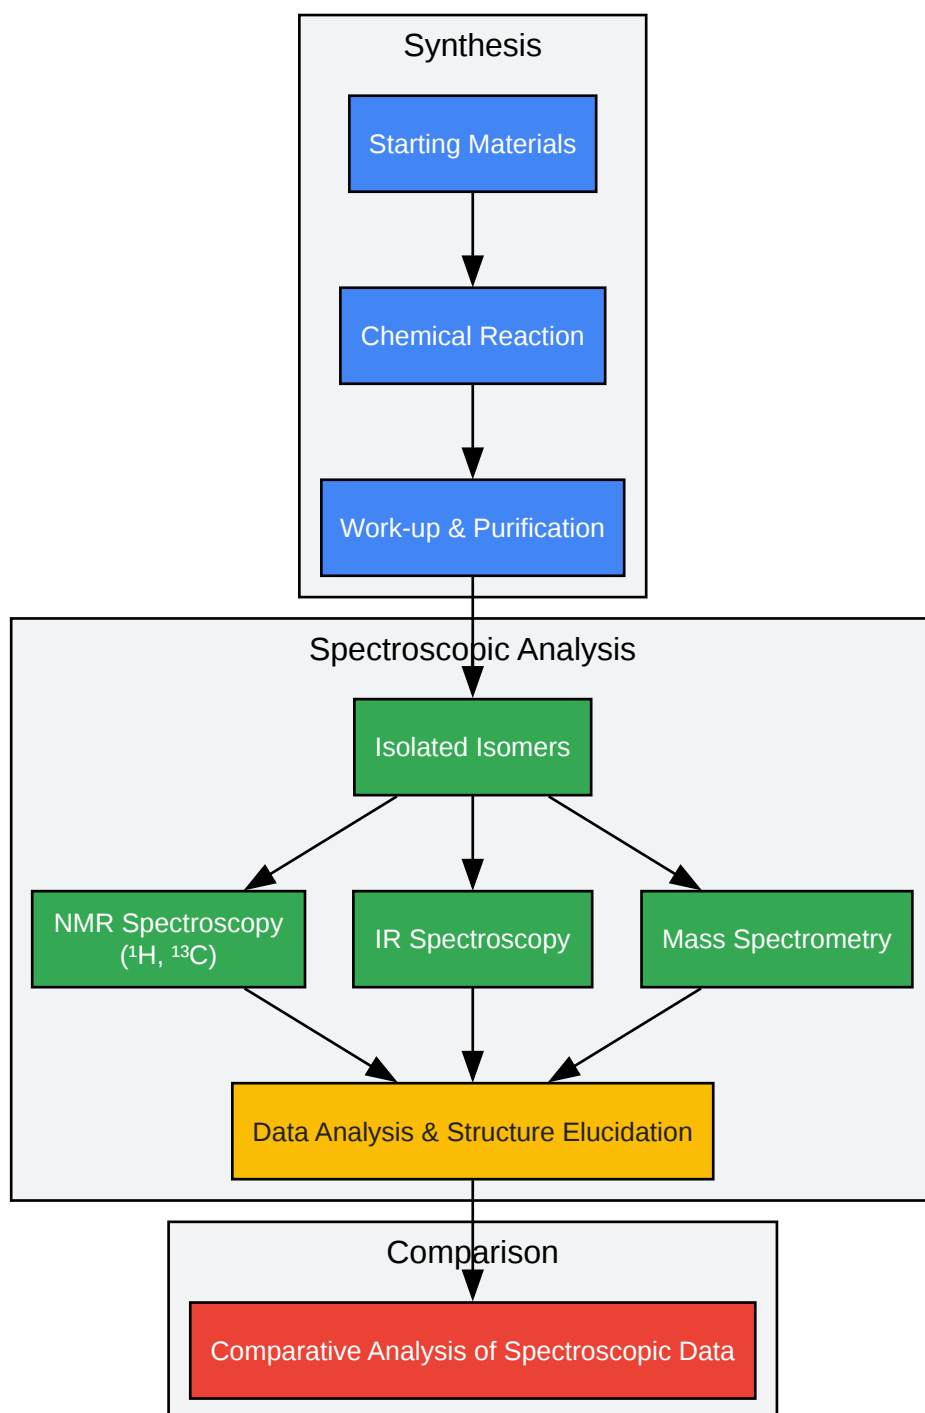 Synthesis
Starting Materials
Chemical Reaction
Work-up & Purification
Spectroscopic Analysis
Isolated Isomers
NMR Spectroscopy
(¹H, ¹³C)
IR Spectroscopy
Mass Spectrometry
Data Analysis & Structure Elucidation
Comparison
Comparative Analysis of Spectroscopic Data